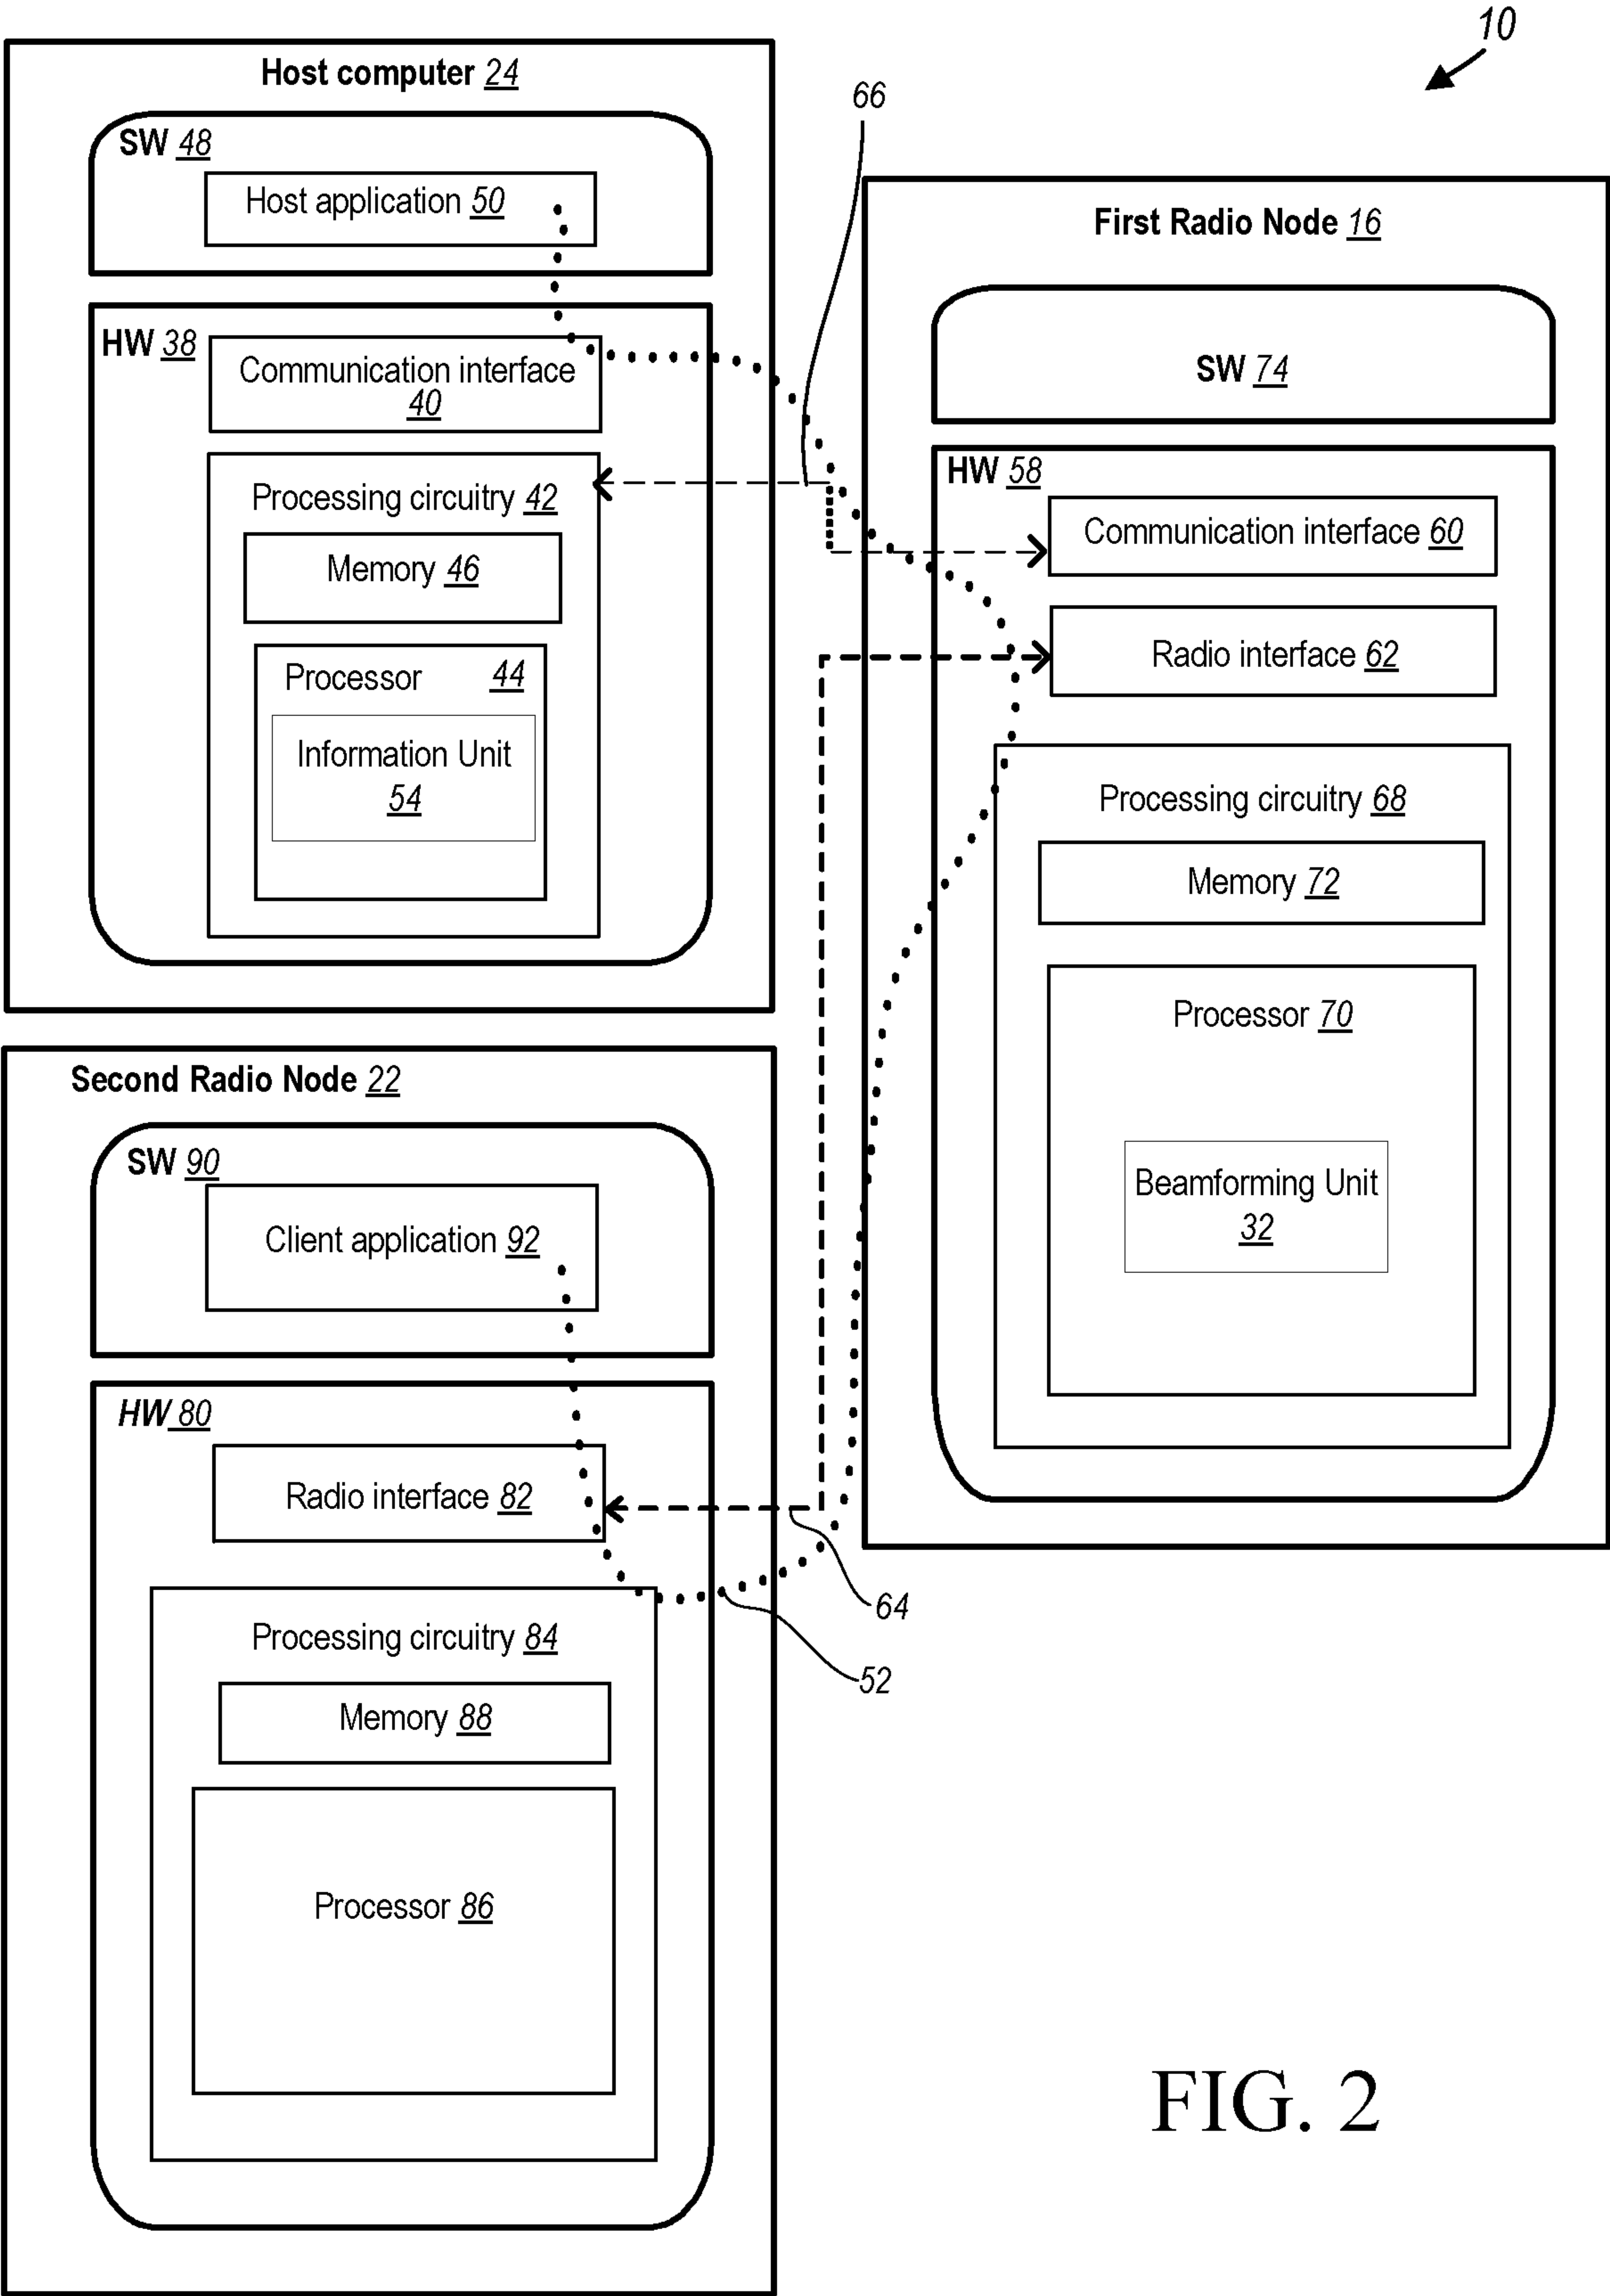 10
Host computer 24
SW 48
Host application 50
HW 38
Communication interface
40
Processing circuitry 42
Memory 46
Processor 44
Information Unit
54
66
First Radio Node 16
SW 74
HW 58
Communication interface 60
Radio interface 62
Processing circuitry 68
Memory 72
Processor 70
Beamforming Unit
32
Second Radio Node 22
SW 90
Client application 92
HW 80
Radio interface 82
Processing circuitry 84
Memory 88
Processor 86
64
52
FIG. 2